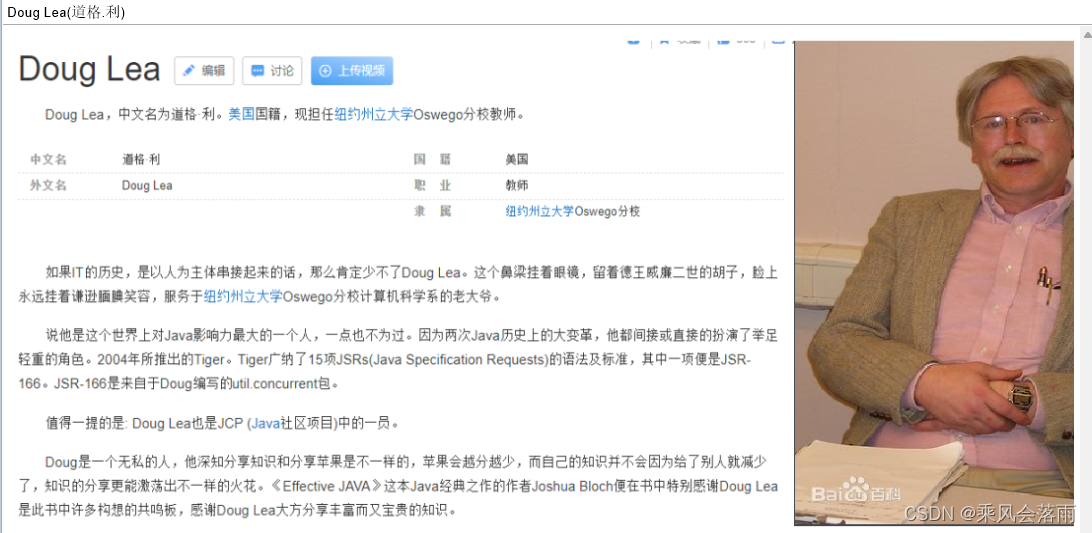 Doug Lea(道格.利)
Doug Lea 编辑 讨论 上传视频
Doug Lea，中文名为道格·利。美国国籍，现担任纽约州立大学Oswego分校教师。
中文名 道格·利 国 籍 美国
外文名 Doug Lea 职 业 教师
隶 属 纽约州立大学Oswego分校
如果IT的历史，是以人为主体串接起来的话，那么肯定少不了Doug Lea。这个鼻梁挂着眼镜，留着德王威廉二世的胡子，脸上
永远挂着谦逊腼腆笑容，服务于纽约州立大学Oswego分校计算机科学系的老大爷。
说他是这个世界上对Java影响力最大的一个人，一点也不为过。因为两次Java历史上的大变革，他都间接或直接的扮演了举足
轻重的角色。2004年所推出的Tiger。Tiger广纳了15项JSRs(Java Specification Requests)的语法及标准，其中一项便是JSR-
166。JSR-166是来自于Doug编写的util.concurrent包。
值得一提的是: Doug Lea也是JCP (Java社区项目)中的一员。
Doug是一个无私的人，他深知分享知识和分享苹果是不一样的，苹果会越分越少，而自己的知识并不会因为给了别人就减少
了，知识的分享更能激荡出不一样的火花。《Effective JAVA》这本Java经典之作的作者Joshua Bloch便在书中特别感谢Doug Lea
是此书中许多构想的共鸣板，感谢Doug Lea大方分享丰富而又宝贵的知识。
Baidu百科
CSDN @乘风会落雨